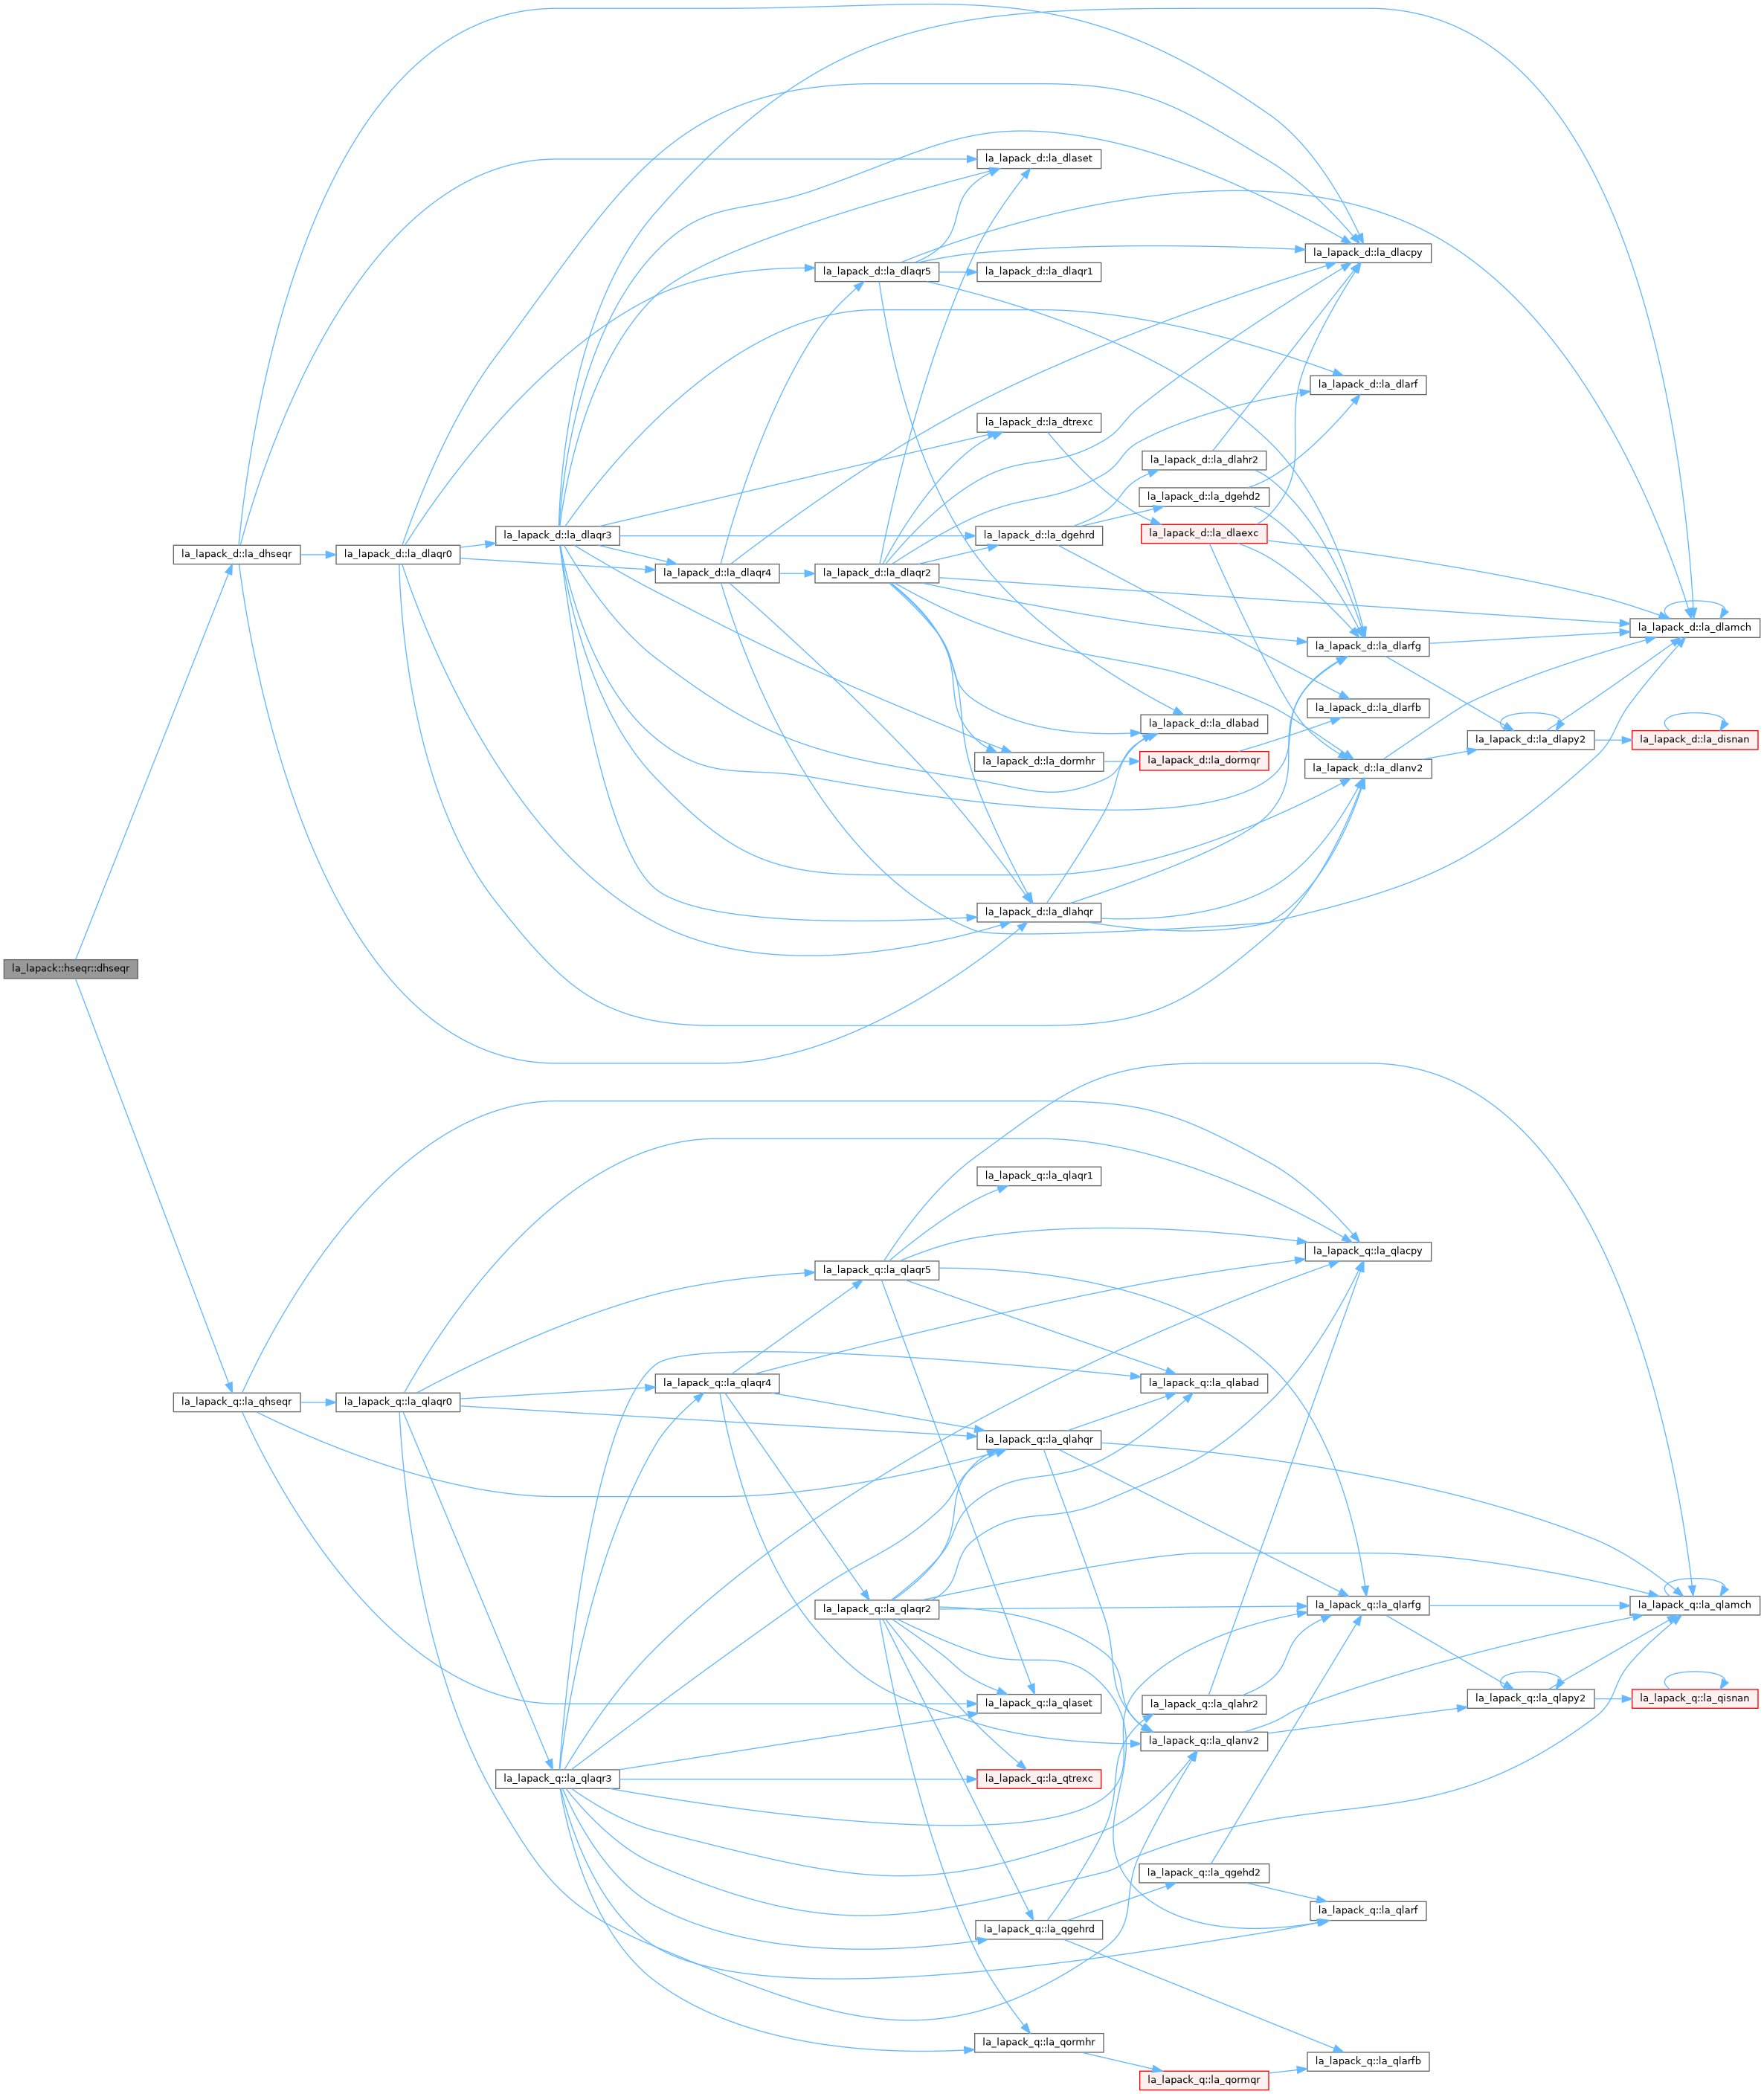 la_lapack_d::la_dlaset
la_lapack_d::la_dlacpy
la_lapack_d::la_dlaqr5
la_lapack_d::la_dlaqr1
la_lapack_d::la_dlarf
la_lapack_d::la_dtrexc
la_lapack_d::la_dlahr2
la_lapack_d::la_dgehd2
la_lapack_d::la_dlaqr3
la_lapack_d::la_dgehrd
la_lapack_d::la_dlaexc
la_lapack_d::la_dhseqr
la_lapack_d::la_dlaqr0
la_lapack_d::la_dlaqr4
la_lapack_d::la_dlaqr2
la_lapack_d::la_dlamch
la_lapack_d::la_dlarfg
la_lapack_d::la_dlarfb
la_lapack_d::la_dlabad
la_lapack_d::la_dlapy2
la_lapack_d::la_disnan
la_lapack_d::la_dormhr
la_lapack_d::la_dormqr
la_lapack_d::la_dlanv2
la_lapack_d::la_dlahqr
la_lapack::hseqr::dhseqr
la_lapack_q::la_qlaqr1
la_lapack_q::la_qlacpy
la_lapack_q::la_qlaqr5
la_lapack_q::la_qlaqr4
la_lapack_q::la_qlabad
la_lapack_q::la_qhseqr
la_lapack_q::la_qlaqr0
la_lapack_q::la_qlahqr
la_lapack_q::la_qlaqr2
la_lapack_q::la_qlarfg
la_lapack_q::la_qlamch
la_lapack_q::la_qlaset
la_lapack_q::la_qlahr2
la_lapack_q::la_qlapy2
la_lapack_q::la_qisnan
la_lapack_q::la_qlanv2
la_lapack_q::la_qlaqr3
la_lapack_q::la_qtrexc
la_lapack_q::la_qgehd2
la_lapack_q::la_qlarf
la_lapack_q::la_qgehrd
la_lapack_q::la_qormhr
la_lapack_q::la_qlarfb
la_lapack_q::la_qormqr